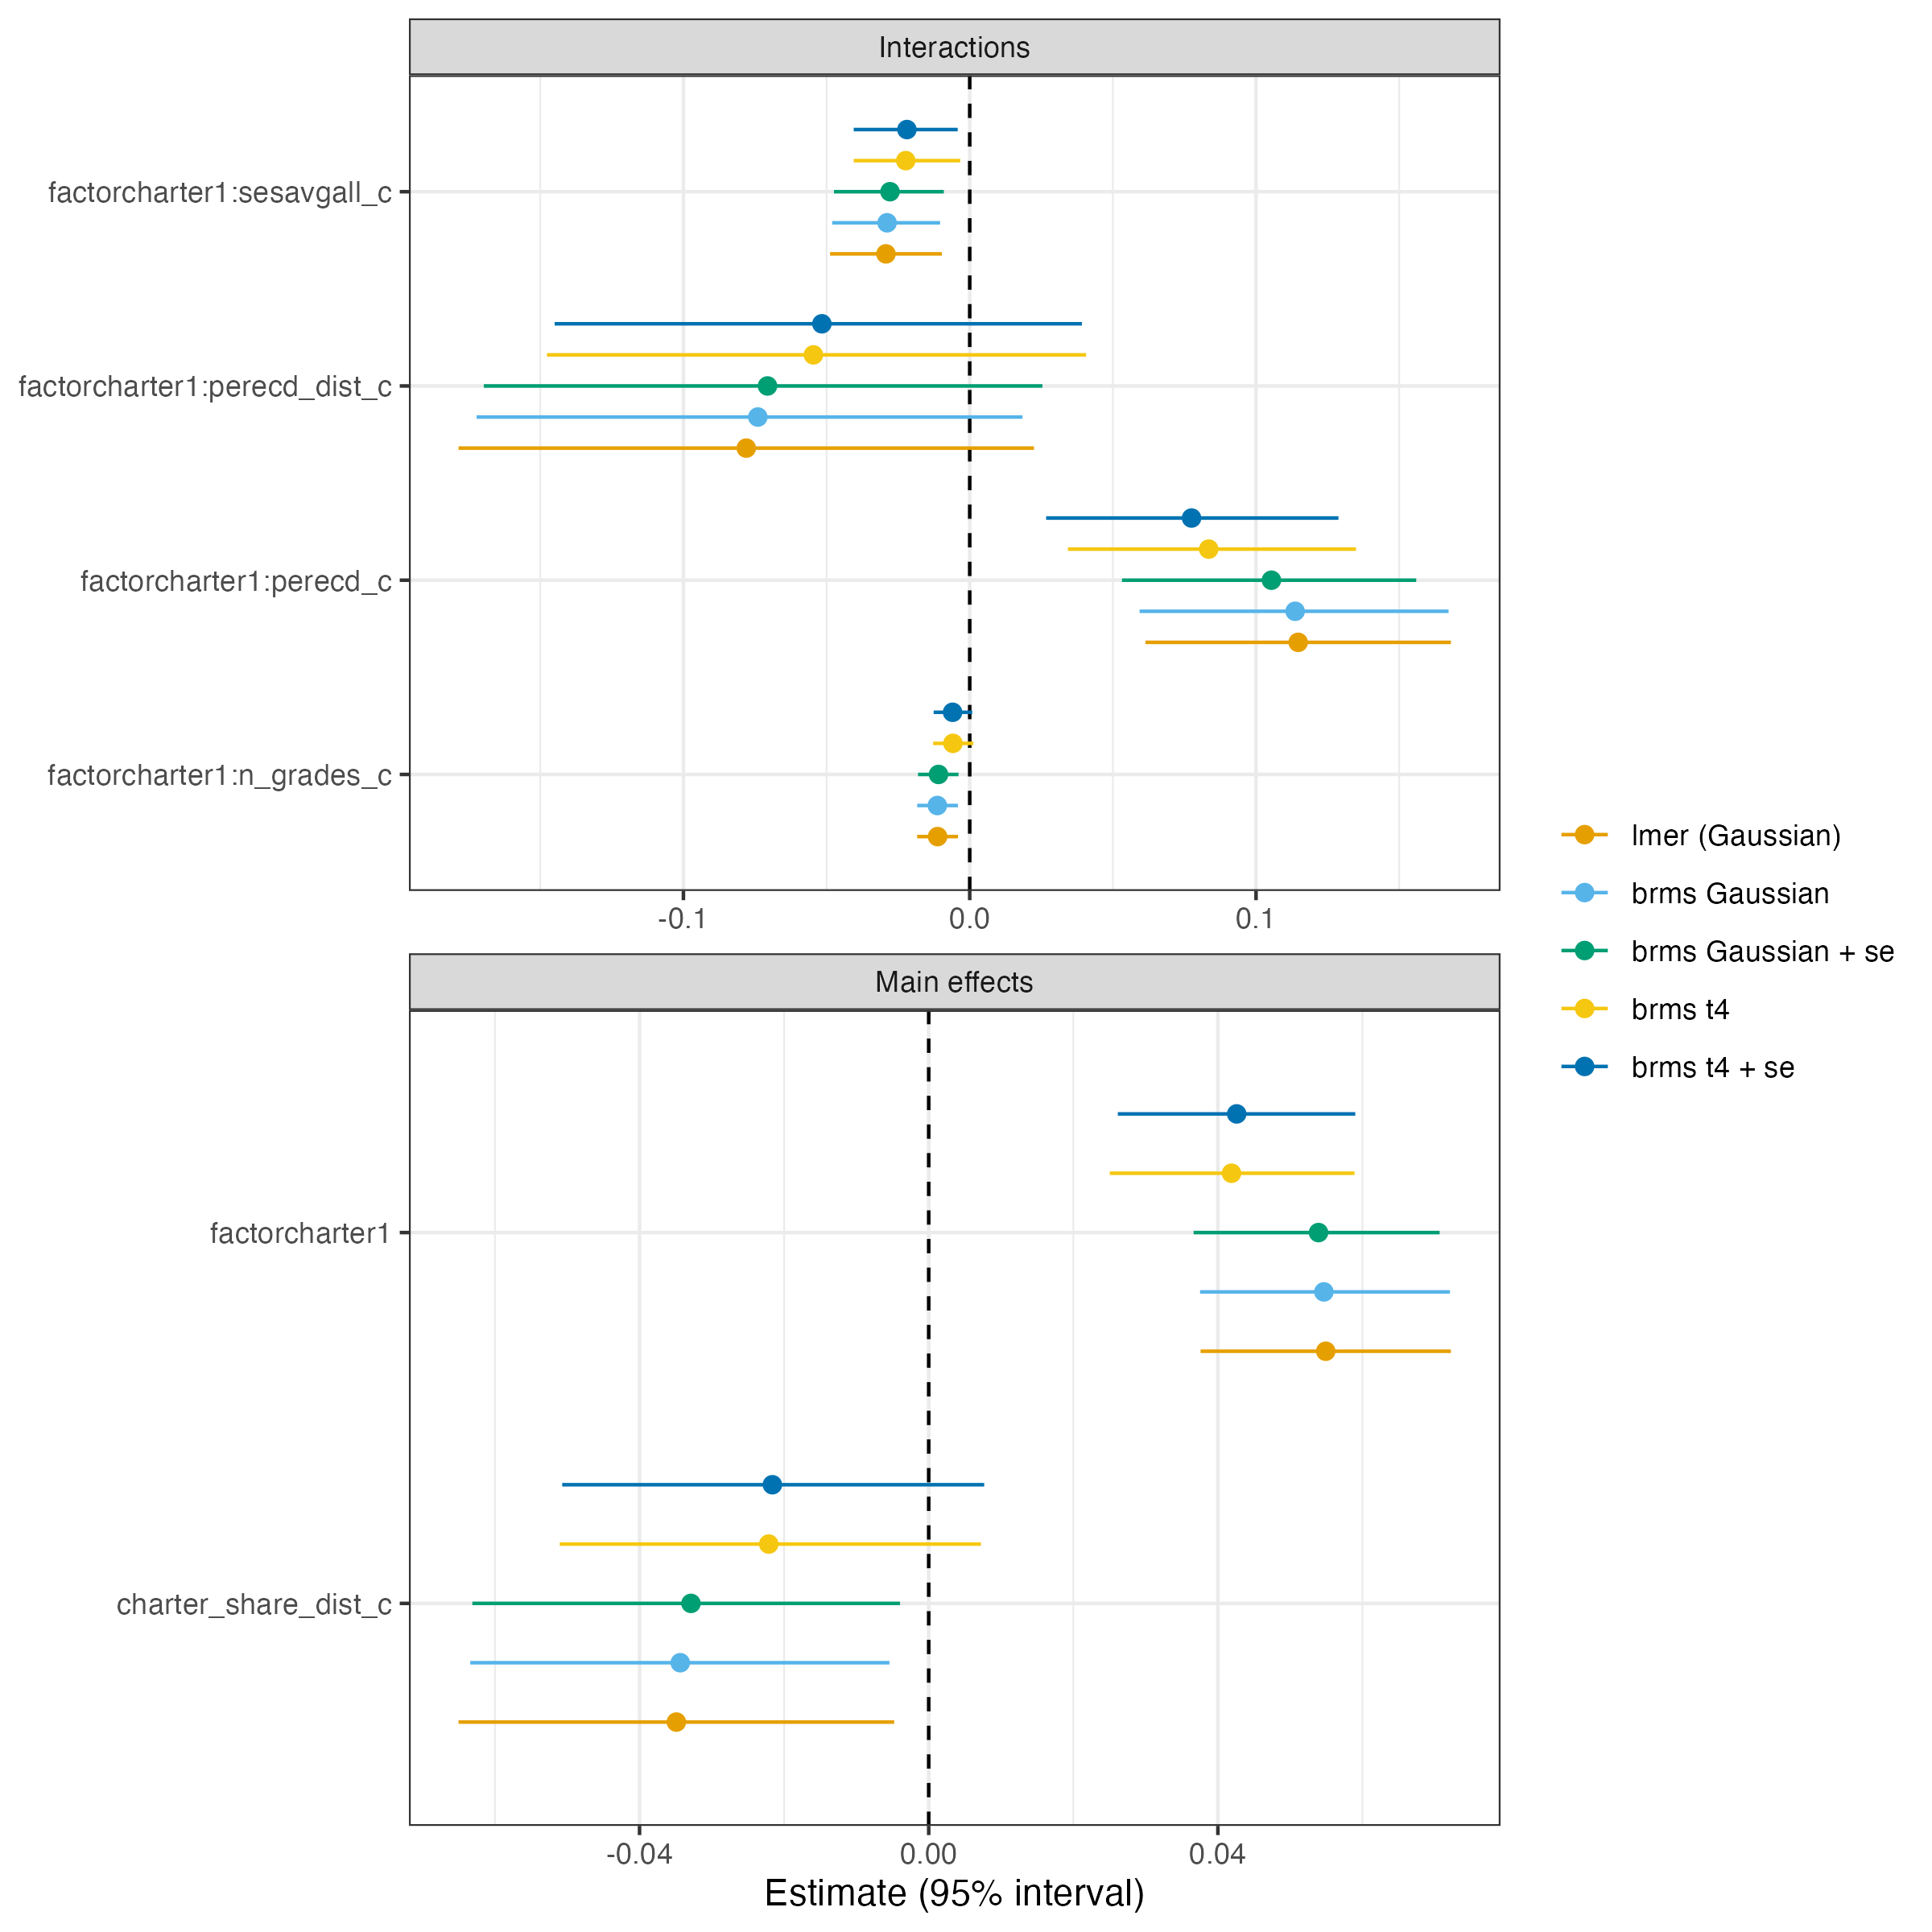 Interactions
factorcharter1:sesavgall_c
factorcharter1:perecd_dist_c
factorcharter1:perecd_c
factorcharter1:n_grades_c
-0.1 0.0 0.1
Main effects
factorcharter1
charter_share_dist_c
-0.04 0.00 0.04
Estimate (95% interval)
lmer (Gaussian)
brms Gaussian
brms Gaussian + se
brms t4
brms t4 + se